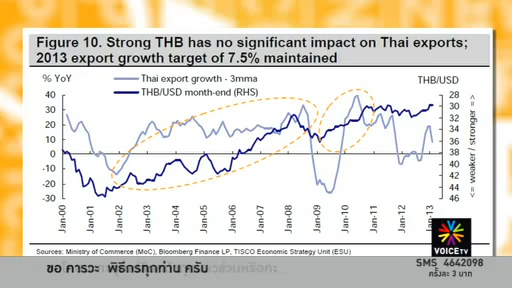 Figure 10. Strong THB has no significant impact on Thai exports;
2013 export growth target of 7.5% maintained
% YoY
THB/USD
Thai export growth - 3mma
THB/USD month-end (RHS)
40
30
20
10
0
-10
-20
-30
28
30
32
34
36
38
40
42
44
46
<= weaker / stronger =>
Jan-00
Jan-01
Jan-02
Jan-03
Jan-04
Jan-05
Jan-06
Jan-07
Jan-08
Jan-09
Jan-10
Jan-11
Jan-12
Jan-13
Sources: Ministry of Commerce (MoC), Bloomberg Finance LP, TISCO Economic Strategy Unit (ESU)
VOICETV
SMS 4642098
ครั้งละ 3 บาท
ขอ คาระวะ พิธีกรทุกท่าน ครับ